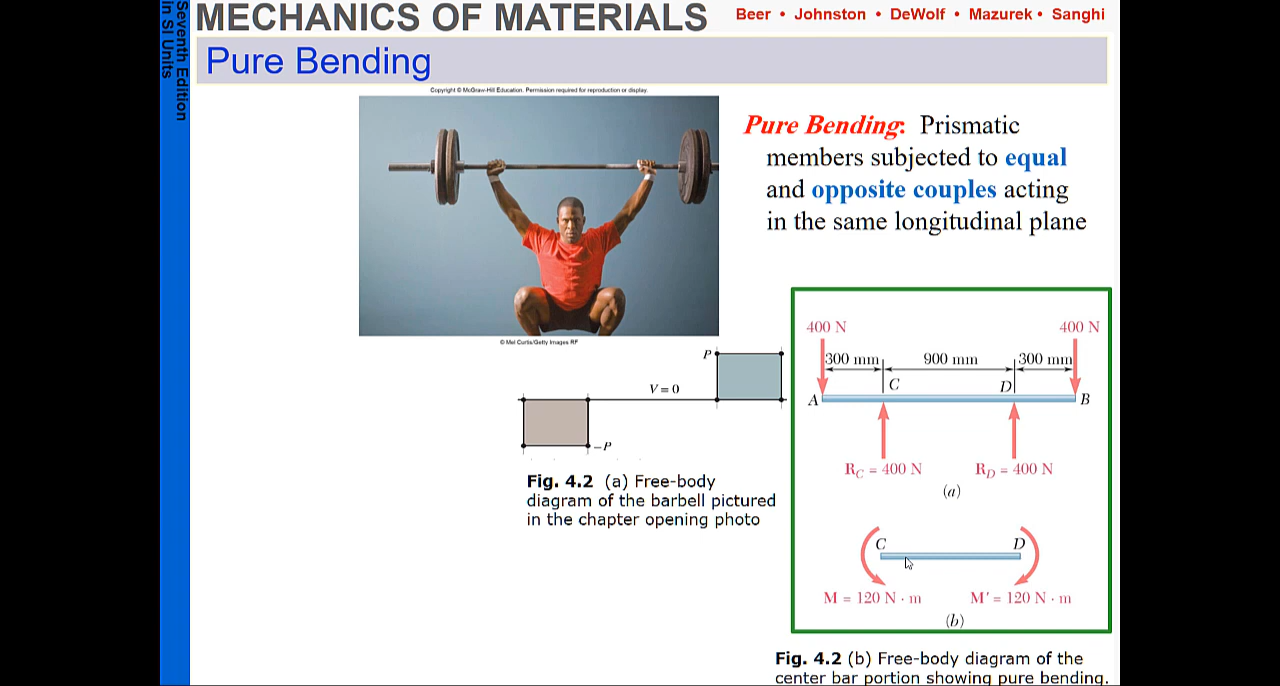 Seventh Edition
in SI Units
MECHANICS OF MATERIALS
Beer • Johnston • DeWolf • Mazurek • Sanghi
Pure Bending
Copyright © McGraw-Hill Education. Permission required for reproduction or display.
© Mel Curtis/Getty Images RF
Pure Bending: Prismatic
members subjected to equal
and opposite couples acting
in the same longitudinal plane
P
V = 0
–P
Fig. 4.2 (a) Free-body
diagram of the barbell pictured
in the chapter opening photo
400 N 400 N
300 mm 900 mm 300 mm
C D
A B
R_C = 400 N R_D = 400 N
(a)
C D
M = 120 N · m M′ = 120 N · m
(b)
Fig. 4.2 (b) Free-body diagram of the
center bar portion showing pure bending.